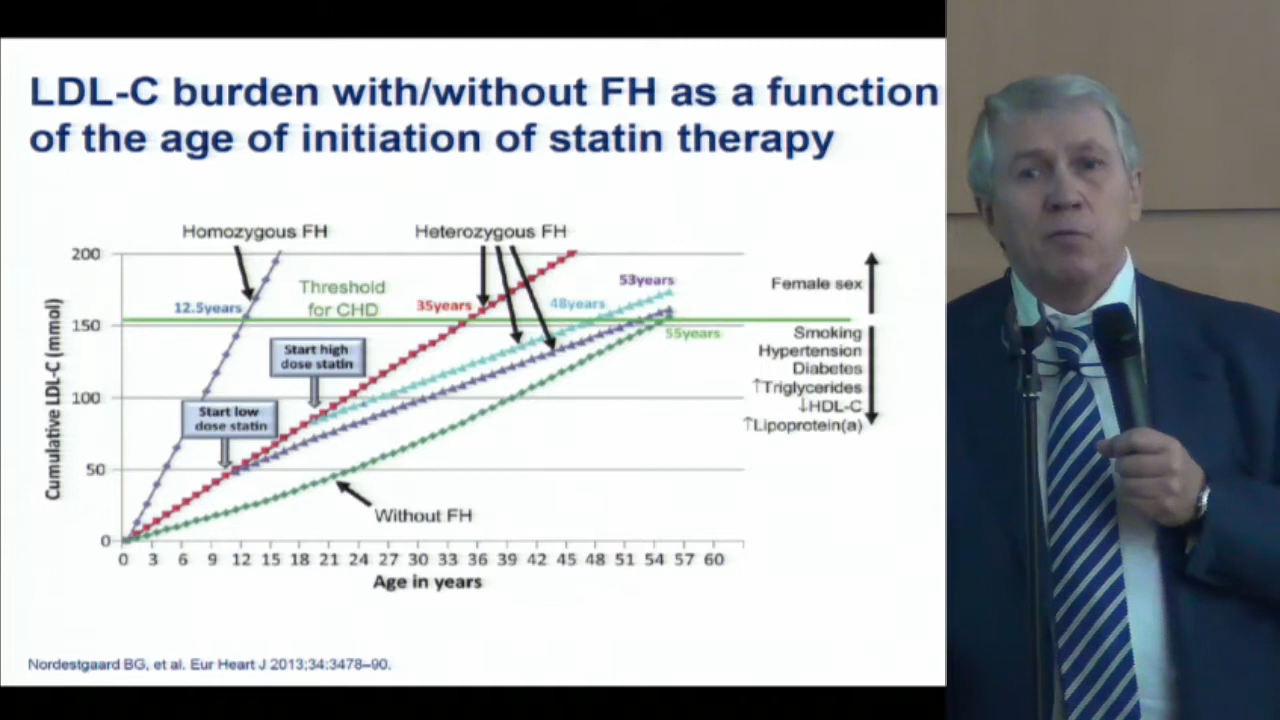 LDL-C burden with/without FH as a function
of the age of initiation of statin therapy
Homozygous FH
Heterozygous FH
200
150
100
50
0
Cumulative LDL-C (mmol)
12.5years
Threshold
for CHD
35years
48years
53years
55years
Start high
dose statin
Start low
dose statin
Without FH
Female sex
Smoking
Hypertension
Diabetes
↑Triglycerides
↓HDL-C
↑Lipoprotein(a)
0 3 6 9 12 15 18 21 24 27 30 33 36 39 42 45 48 51 54 57 60
Age in years
Nordestgaard BG, et al. Eur Heart J 2013;34:3478–90.